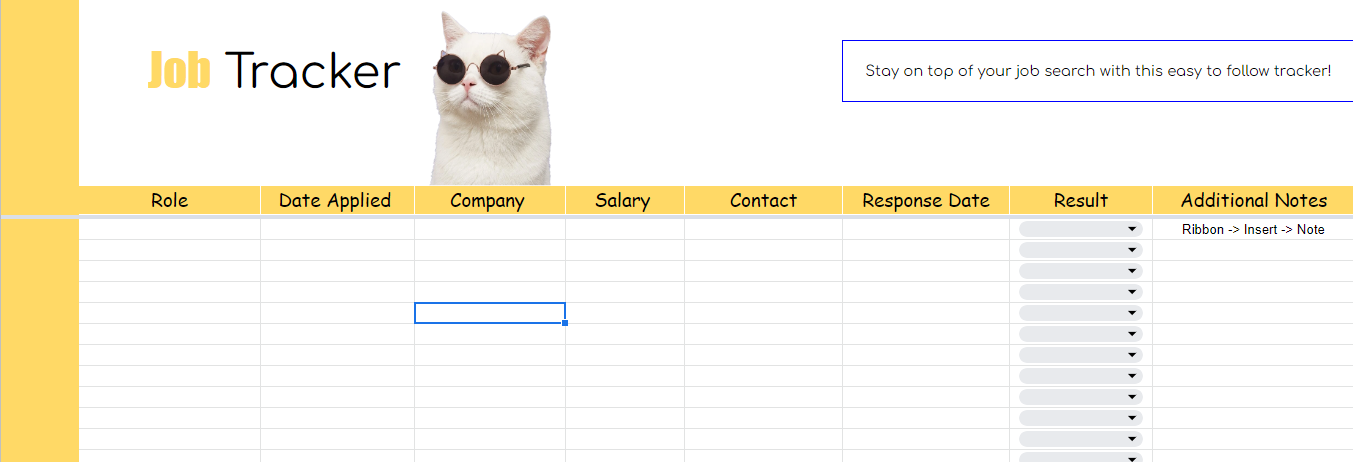 Job Tracker
Stay on top of your job search with this easy to follow tracker!
Role Date Applied Company Salary Contact Response Date Result Additional Notes
Ribbon -> Insert -> Note